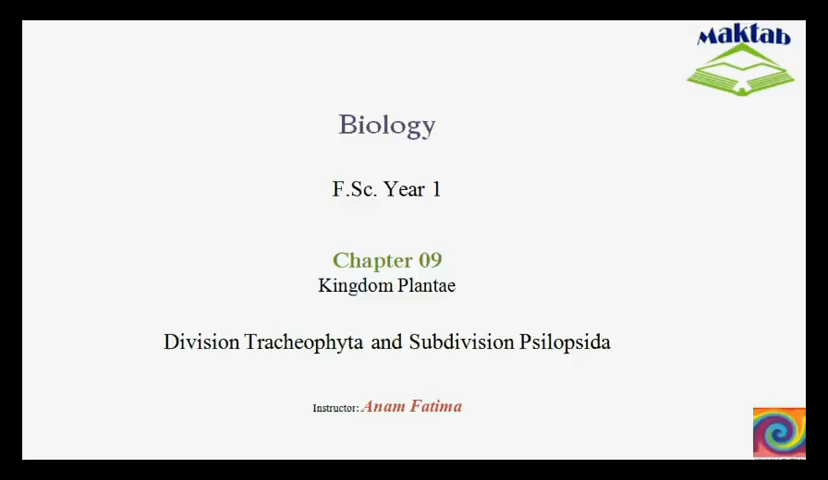 Maktab
Biology
F.Sc. Year 1
Chapter 09
Kingdom Plantae
Division Tracheophyta and Subdivision Psilopsida
Instructor: Anam Fatima